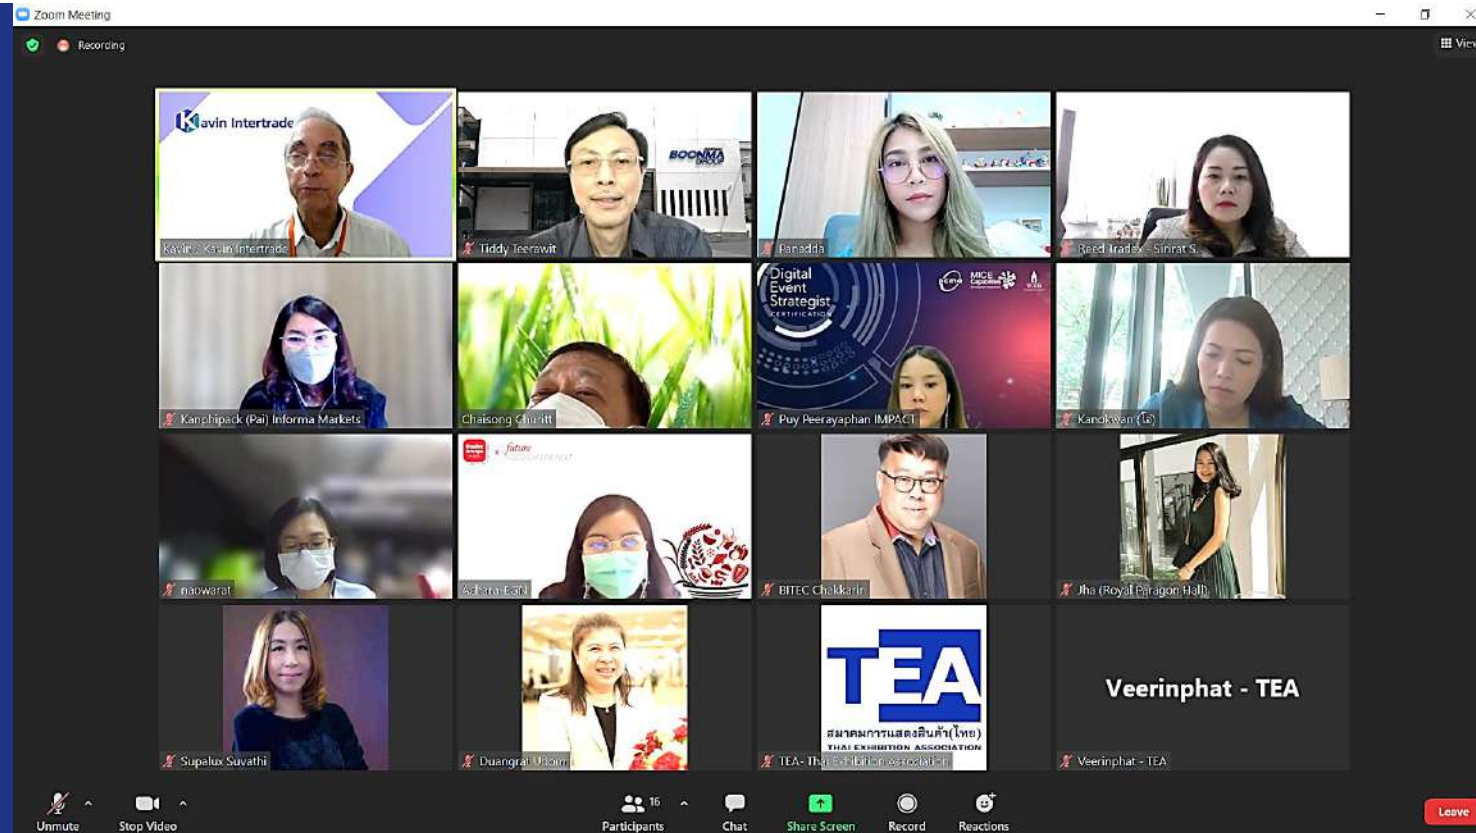 Zoom Meeting
Recording
View
Kavin Intertrade
Kavin / Kavin Intertrade
BOONMA
GROUP
Tiddy Teerawit
Panadda
Reed Tradex - Sirirat S.
Kanphipack (Pai) Informa Markets
Chaisong Churitt
Digital
Event
Strategist
CERTIFICATION
MICE
Capabilities
Puy Peerayaphan IMPACT
Kanokwan
naowarat
x future
BITEC Chakkarin
Jha (Royal Paragon Hall)
Supalux Suvathi
Duangrat Udom
TEA
สมาคมการแสดงสินค้า(ไทย)
THAI EXHIBITION ASSOCIATION
TEA- Thai Exhibition Association
Veerinphat - TEA
Veerinphat - TEA
Unmute
Stop Video
16
Participants
Chat
Share Screen
Record
Reactions
Leave